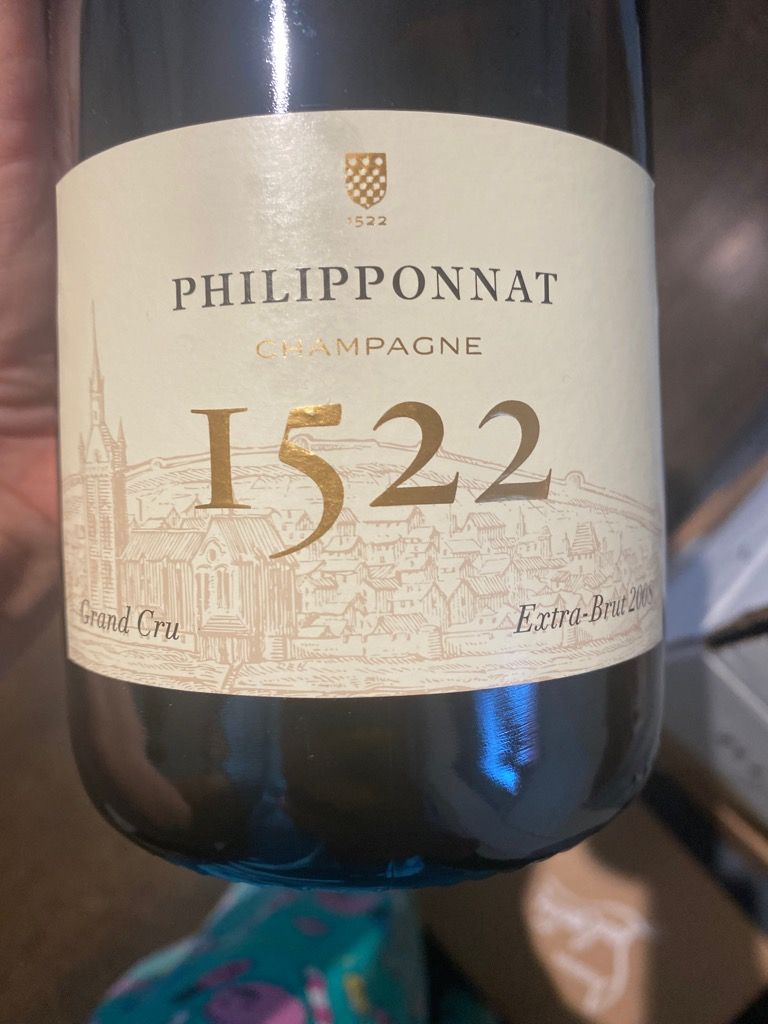 1522
PHILIPPONNAT
CHAMPAGNE
1522
Grand Cru
Extra-Brut 2008